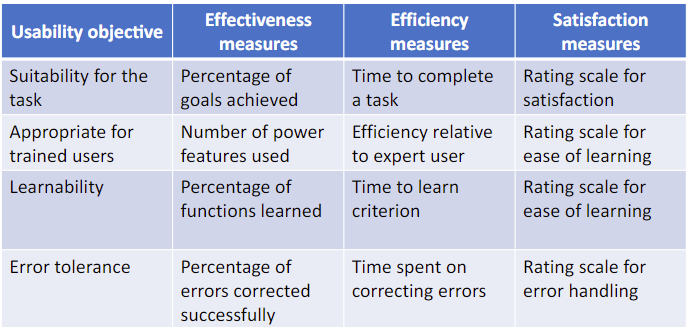 Usability objective
Effectiveness
measures
Efficiency
measures
Satisfaction
measures
Suitability for the
task
Percentage of
goals achieved
Time to complete
a task
Rating scale for
satisfaction
Appropriate for
trained users
Number of power
features used
Efficiency relative
to expert user
Rating scale for
ease of learning
Learnability
Percentage of
functions learned
Time to learn
criterion
Rating scale for
ease of learning
Error tolerance
Percentage of
errors corrected
successfully
Time spent on
correcting errors
Rating scale for
error handling